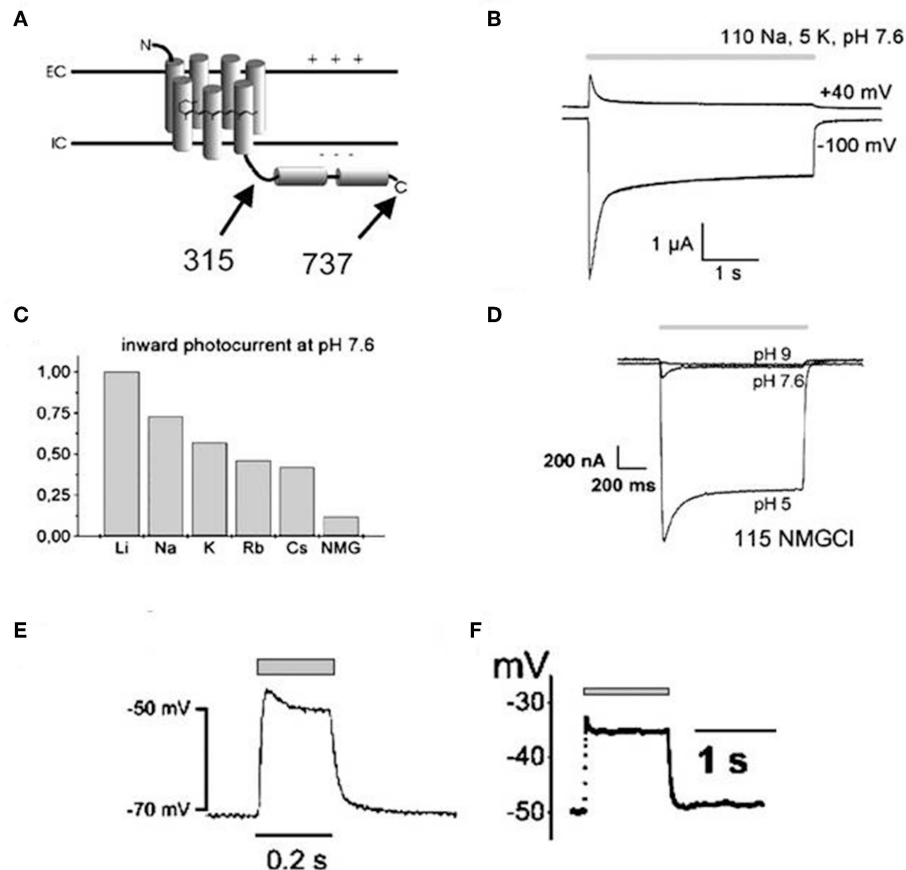 A
N
EC
+ + +
IC
- - -
C
315
737
B
110 Na, 5 K, pH 7.6
+40 mV
-100 mV
1 µA
1 s
C
inward photocurrent at pH 7.6
1,00
0,75
0,50
0,25
0,00
Li Na K Rb Cs NMG
D
pH 9
pH 7.6
200 nA
200 ms
pH 5
115 NMGCl
E
-50 mV
-70 mV
0.2 s
F
mV
-30
-40
-50
1 s